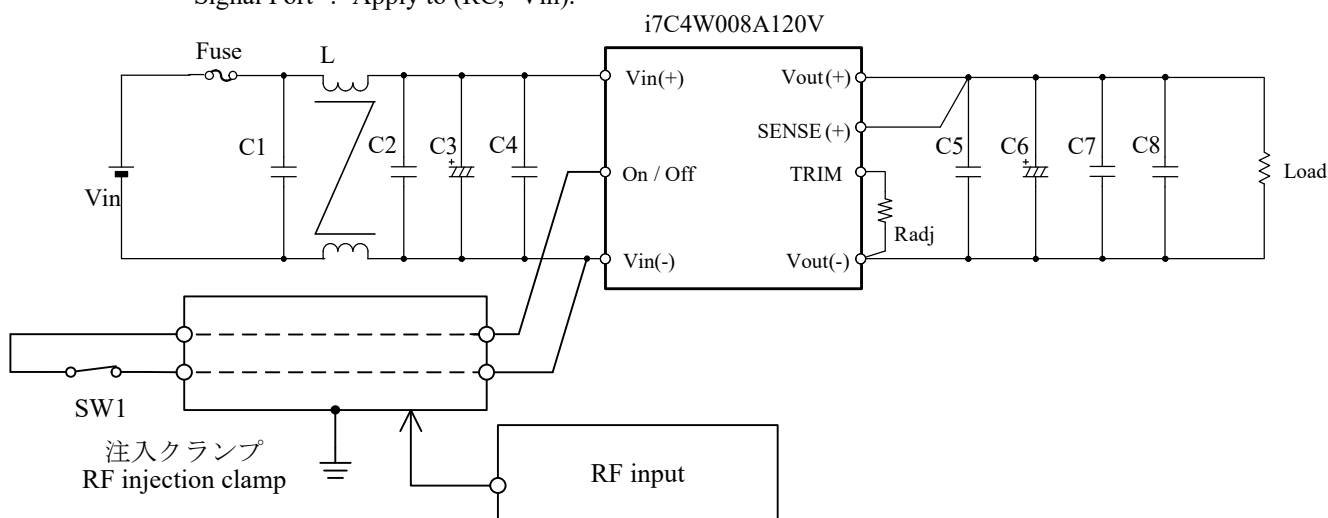 Signal Port : Apply to (RC, -Vin).
i7C4W008A120V
Fuse
L
Vin(+)
Vout(+)
SENSE (+)
C1
C2
C3
C4
C5
C6
C7
C8
On / Off
TRIM
Load
Vin
Radj
Vin(-)
Vout(-)
SW1
注入クランプ
RF injection clamp
RF input